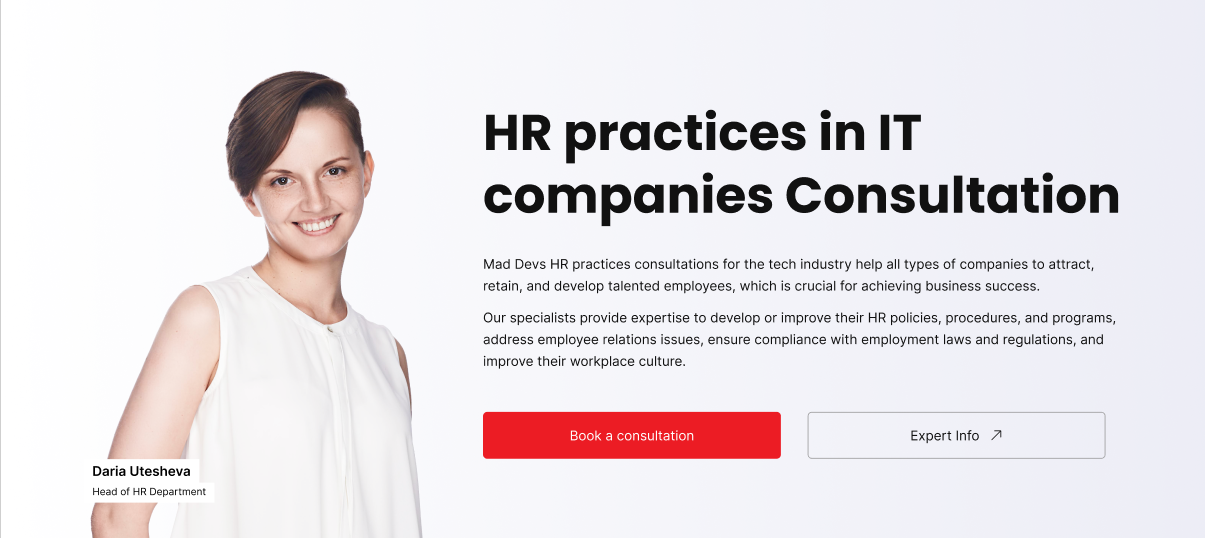 HR practices in IT
companies Consultation
Mad Devs HR practices consultations for the tech industry help all types of companies to attract,
retain, and develop talented employees, which is crucial for achieving business success.
Our specialists provide expertise to develop or improve their HR policies, procedures, and programs,
address employee relations issues, ensure compliance with employment laws and regulations, and
improve their workplace culture.
Book a consultation
Expert Info
Daria Utesheva
Head of HR Department